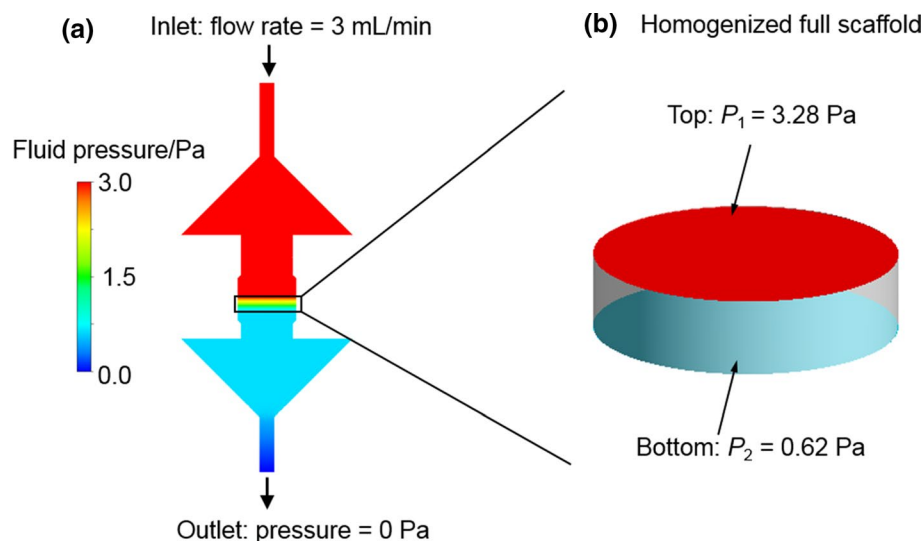 (a)
Inlet: flow rate = 3 mL/min
Fluid pressure/Pa
3.0
1.5
0.0
Outlet: pressure = 0 Pa
(b) Homogenized full scaffold
Top: P₁ = 3.28 Pa
Bottom: P₂ = 0.62 Pa